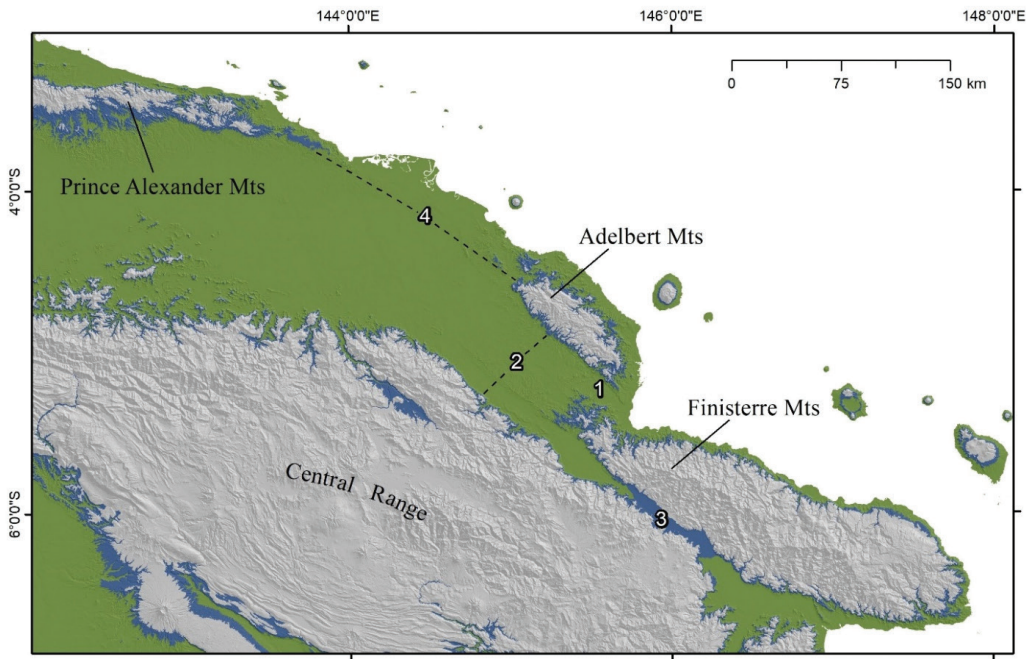 144°0'0"E 146°0'0"E 148°0'0"E
0 75 150 km
Prince Alexander Mts
4°0'0"S
4
Adelbert Mts
2
1
Finisterre Mts
Central Range
6°0'0"S
3